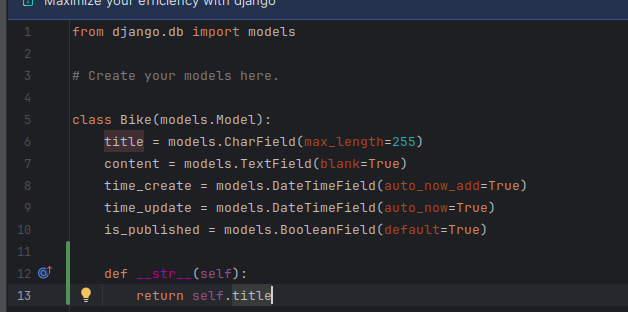 Maximize your efficiency with django
1 from django.db import models
2
3 # Create your models here.
4
5 class Bike(models.Model):
6     title = models.CharField(max_length=255)
7     content = models.TextField(blank=True)
8     time_create = models.DateTimeField(auto_now_add=True)
9     time_update = models.DateTimeField(auto_now=True)
10     is_published = models.BooleanField(default=True)
11
12     def __str__(self):
13         return self.title